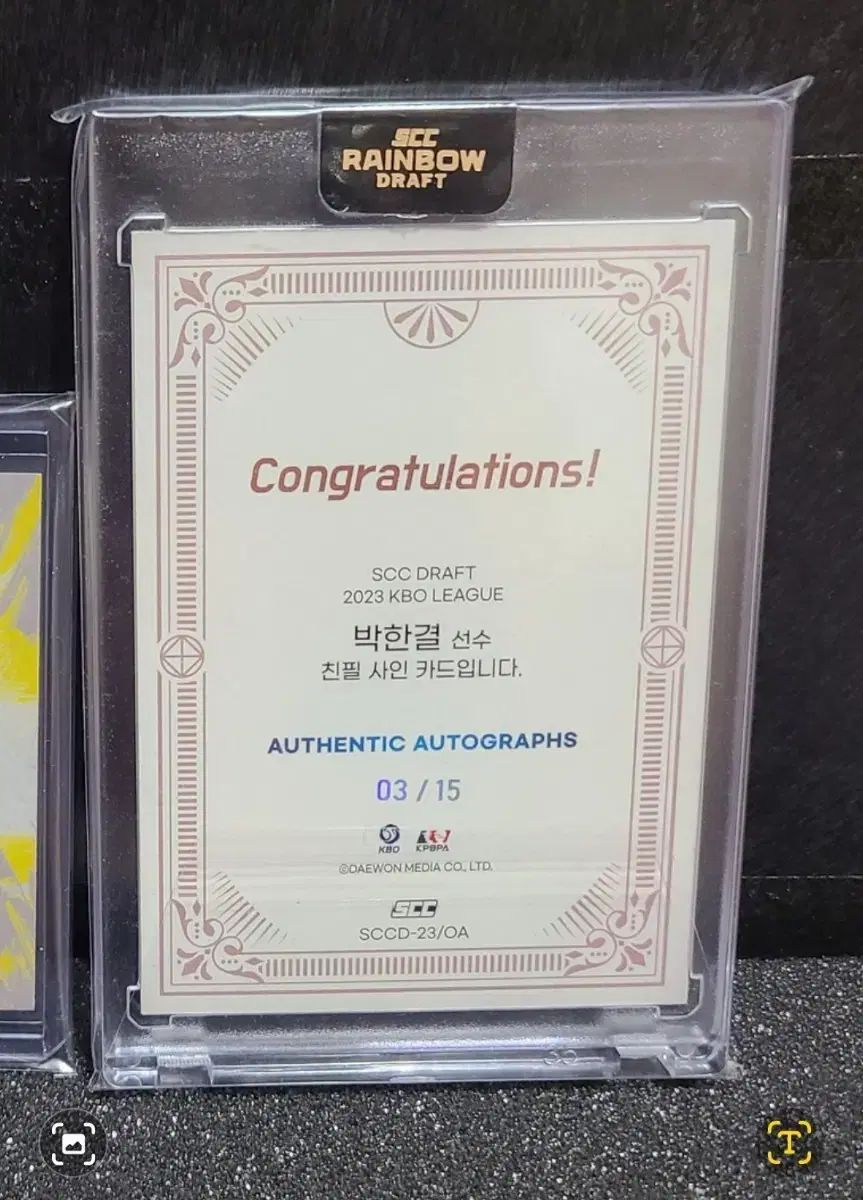 SCC
RAINBOW
DRAFT
Congratulations!
SCC DRAFT
2023 KBO LEAGUE
박한결 선수
친필 사인 카드입니다.
AUTHENTIC AUTOGRAPHS
03 / 15
KBO KPBPA
©DAEWON MEDIA CO., LTD.
SCC
SCCD-23/OA
T